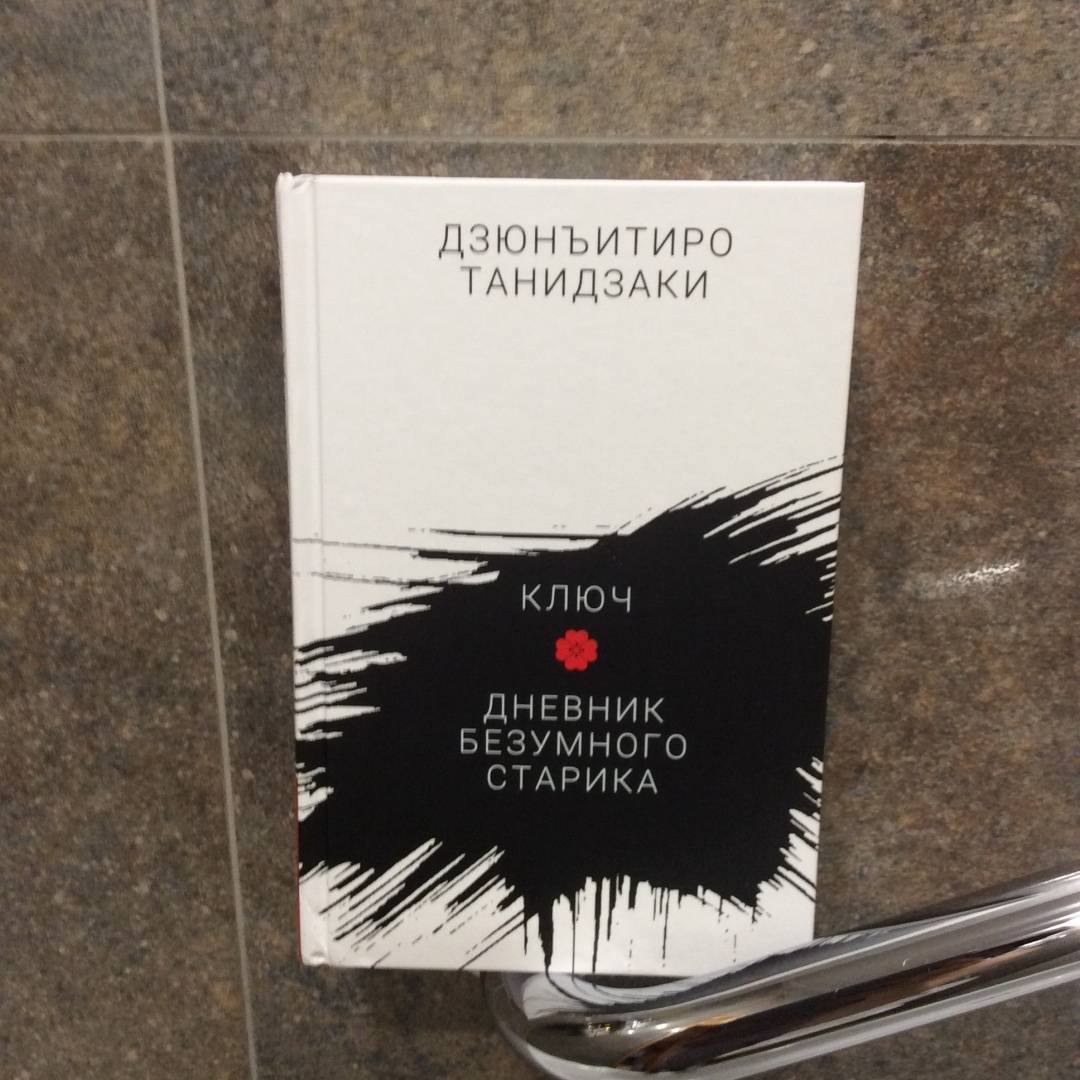 ДЗЮНЪИТИРО
ТАНИДЗАКИ
КЛЮЧ
ДНЕВНИК
БЕЗУМНОГО
СТАРИКА